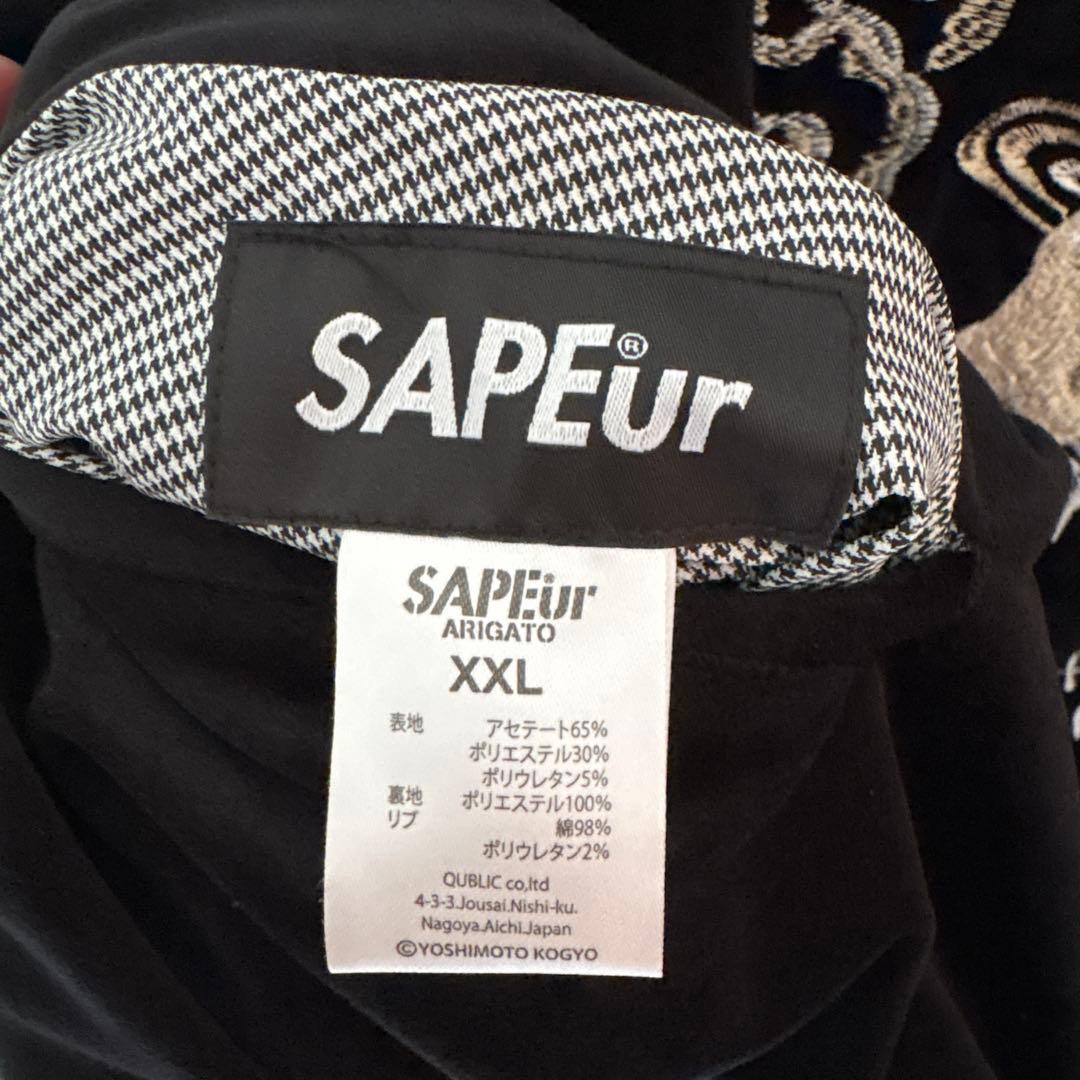 SAPEur®
SAPEur
ARIGATO
XXL
表地 アセテート65%
ポリエステル30%
ポリウレタン5%
裏地 ポリエステル100%
リブ 綿98%
ポリウレタン2%
QUBLIC co,ltd
4-3-3.Jousai.Nishi-ku.
Nagoya.Aichi.Japan
©YOSHIMOTO KOGYO